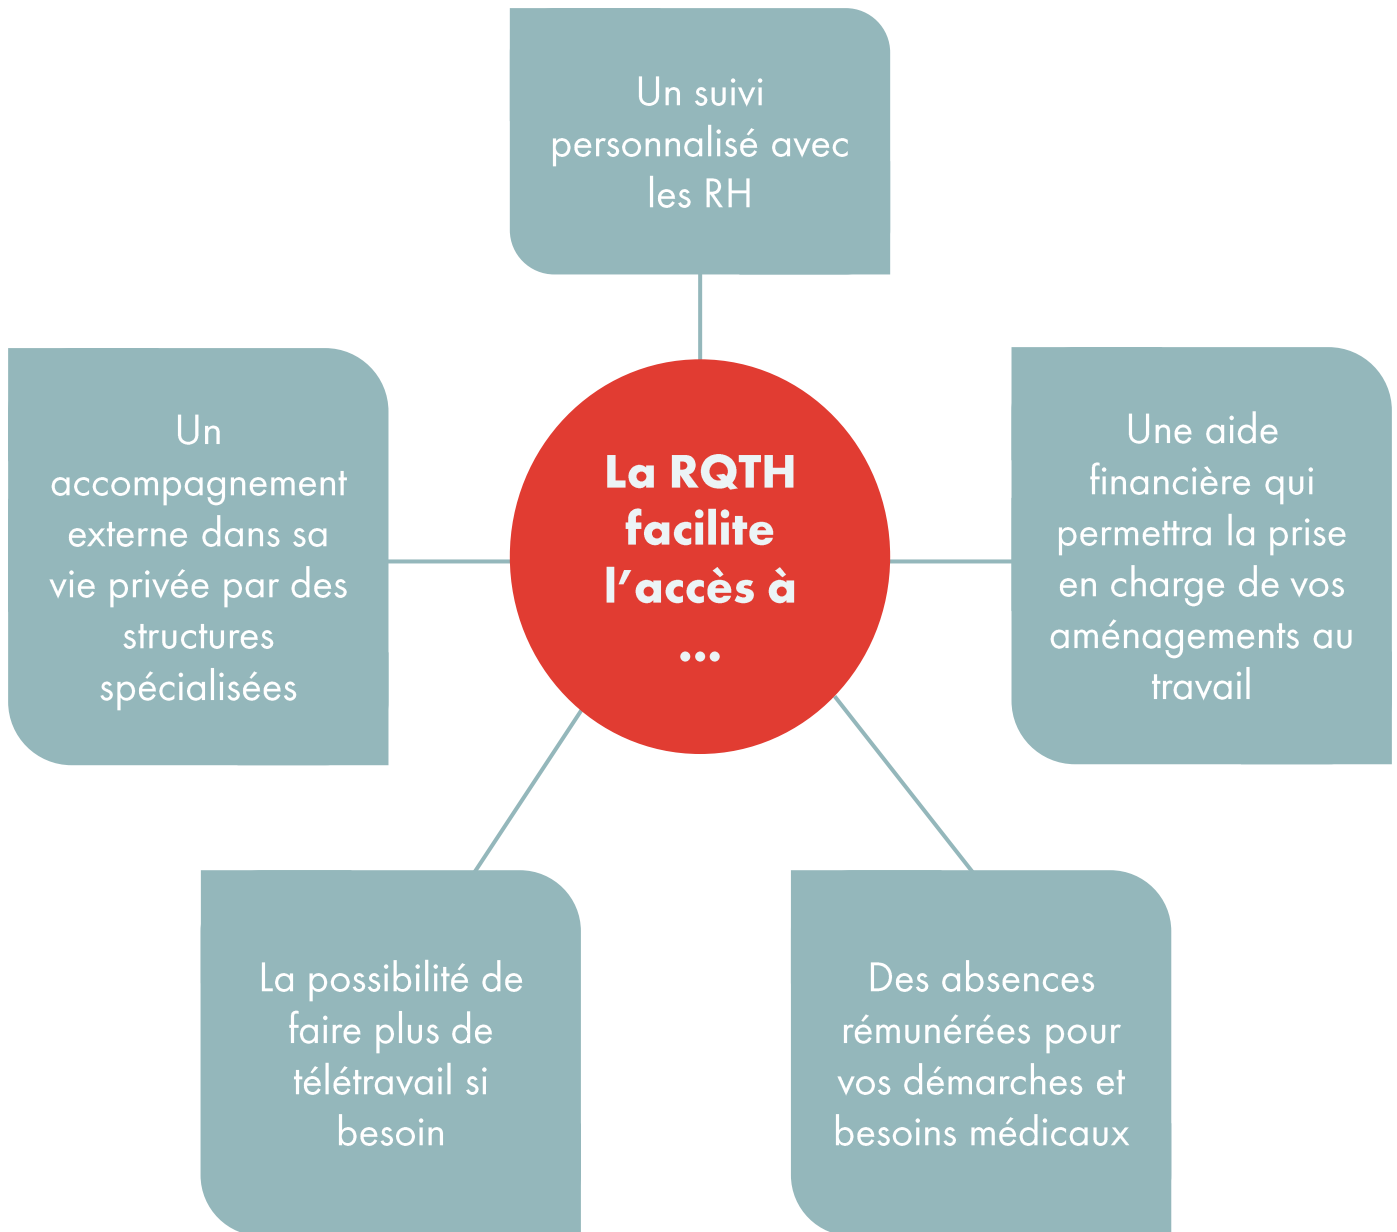 Un suivi
personnalisé avec
les RH
Un
accompagnement
externe dans sa
vie privée par des
structures
spécialisées
La RQTH
facilite
l’accès à
...
Une aide
financière qui
permettra la prise
en charge de vos
aménagements au
travail
La possibilité de
faire plus de
télétravail si
besoin
Des absences
rémunérées pour
vos démarches et
besoins médicaux